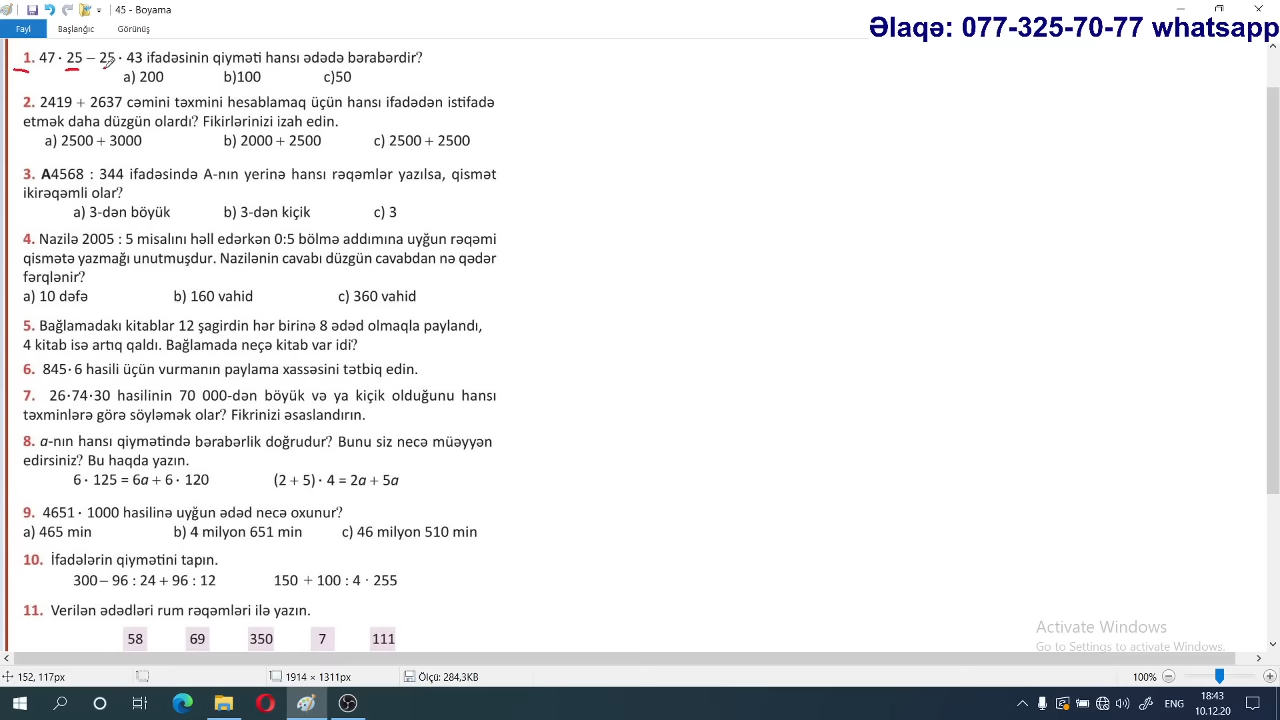 45 - Boyama
Fayl Başlanğıc Görünüş
Əlaqə: 077-325-70-77 whatsapp
1. 47 · 25 – 25 · 43 ifadəsinin qiyməti hansı ədədə bərabərdir?
a) 200 b)100 c)50
2. 2419 + 2637 cəmini təxmini hesablamaq üçün hansı ifadədən istifadə
etmək daha düzgün olardı? Fikirlərinizi izah edin.
a) 2500 + 3000 b) 2000 + 2500 c) 2500 + 2500
3. A4568 : 344 ifadəsində A-nın yerinə hansı rəqəmlər yazılsa, qismət
ikirəqəmli olar?
a) 3-dən böyük b) 3-dən kiçik c) 3
4. Nazilə 2005 : 5 misalını həll edərkən 0:5 bölmə addımına uyğun rəqəmi
qismətə yazmağı unutmuşdur. Nazilənin cavabı düzgün cavabdan nə qədər
fərqlənir?
a) 10 dəfə b) 160 vahid c) 360 vahid
5. Bağlamadakı kitablar 12 şagirdin hər birinə 8 ədəd olmaqla paylandı,
4 kitab isə artıq qaldı. Bağlamada neçə kitab var idi?
6. 845·6 hasili üçün vurmanın paylama xassəsini tətbiq edin.
7. 26·74·30 hasilinin 70 000-dən böyük və ya kiçik olduğunu hansı
təxminlərə görə söyləmək olar? Fikrinizi əsaslandırın.
8. a-nın hansı qiymətində bərabərlik doğrudur? Bunu siz necə müəyyən
edirsiniz? Bu haqda yazın.
6 · 125 = 6a + 6 · 120 (2 + 5) · 4 = 2a + 5a
9. 4651 · 1000 hasilinə uyğun ədəd necə oxunur?
a) 465 min b) 4 milyon 651 min c) 46 milyon 510 min
10. İfadələrin qiymətini tapın.
300 – 96 : 24 + 96 : 12 150 + 100 : 4 · 255
11. Verilən ədədləri rum rəqəmləri ilə yazın.
58 69 350 7 111
Activate Windows
Go to Settings to activate Windows.
152, 117px 1914 × 1311px Ölçü: 284,3KB 100%
ENG 18:43
10.12.20